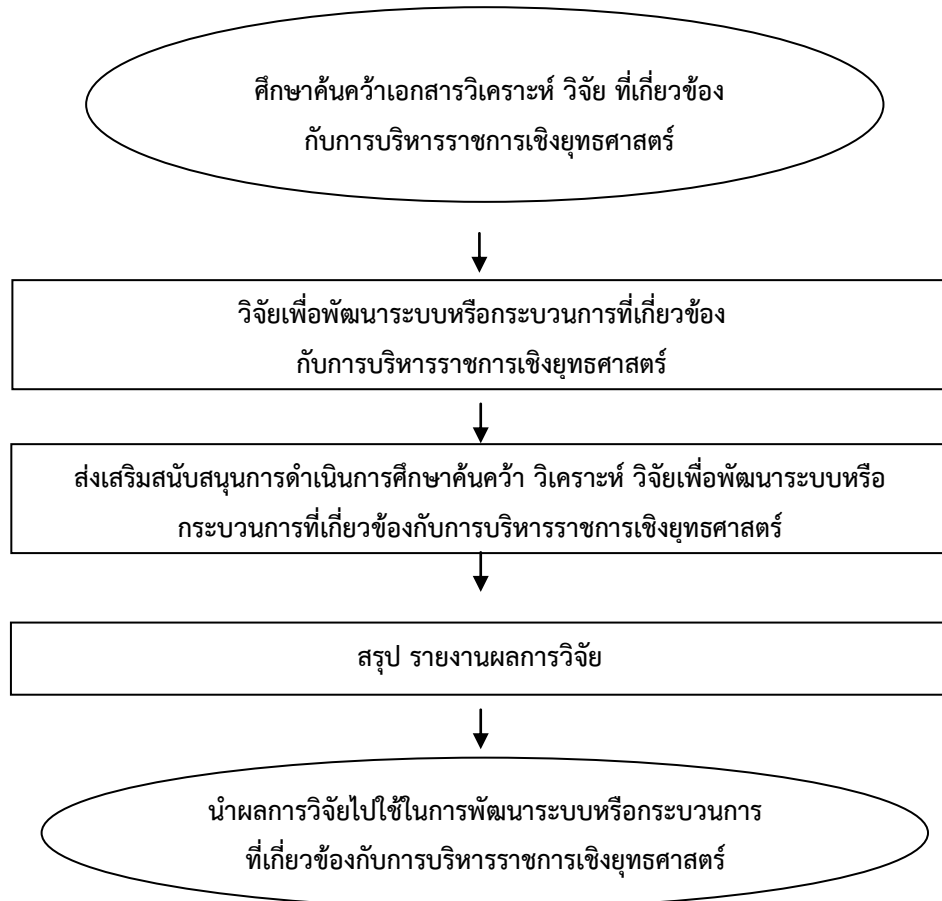 ศึกษาค้นคว้าเอกสารวิเคราะห์ วิจัย ที่เกี่ยวข้อง
กับการบริหารราชการเชิงยุทธศาสตร์
วิจัยเพื่อพัฒนาระบบหรือกระบวนการที่เกี่ยวข้อง
กับการบริหารราชการเชิงยุทธศาสตร์
ส่งเสริมสนับสนุนการดำเนินการศึกษาค้นคว้า วิเคราะห์ วิจัยเพื่อพัฒนาระบบหรือ
กระบวนการที่เกี่ยวข้องกับการบริหารราชการเชิงยุทธศาสตร์
สรุป รายงานผลการวิจัย
นำผลการวิจัยไปใช้ในการพัฒนาระบบหรือกระบวนการ
ที่เกี่ยวข้องกับการบริหารราชการเชิงยุทธศาสตร์